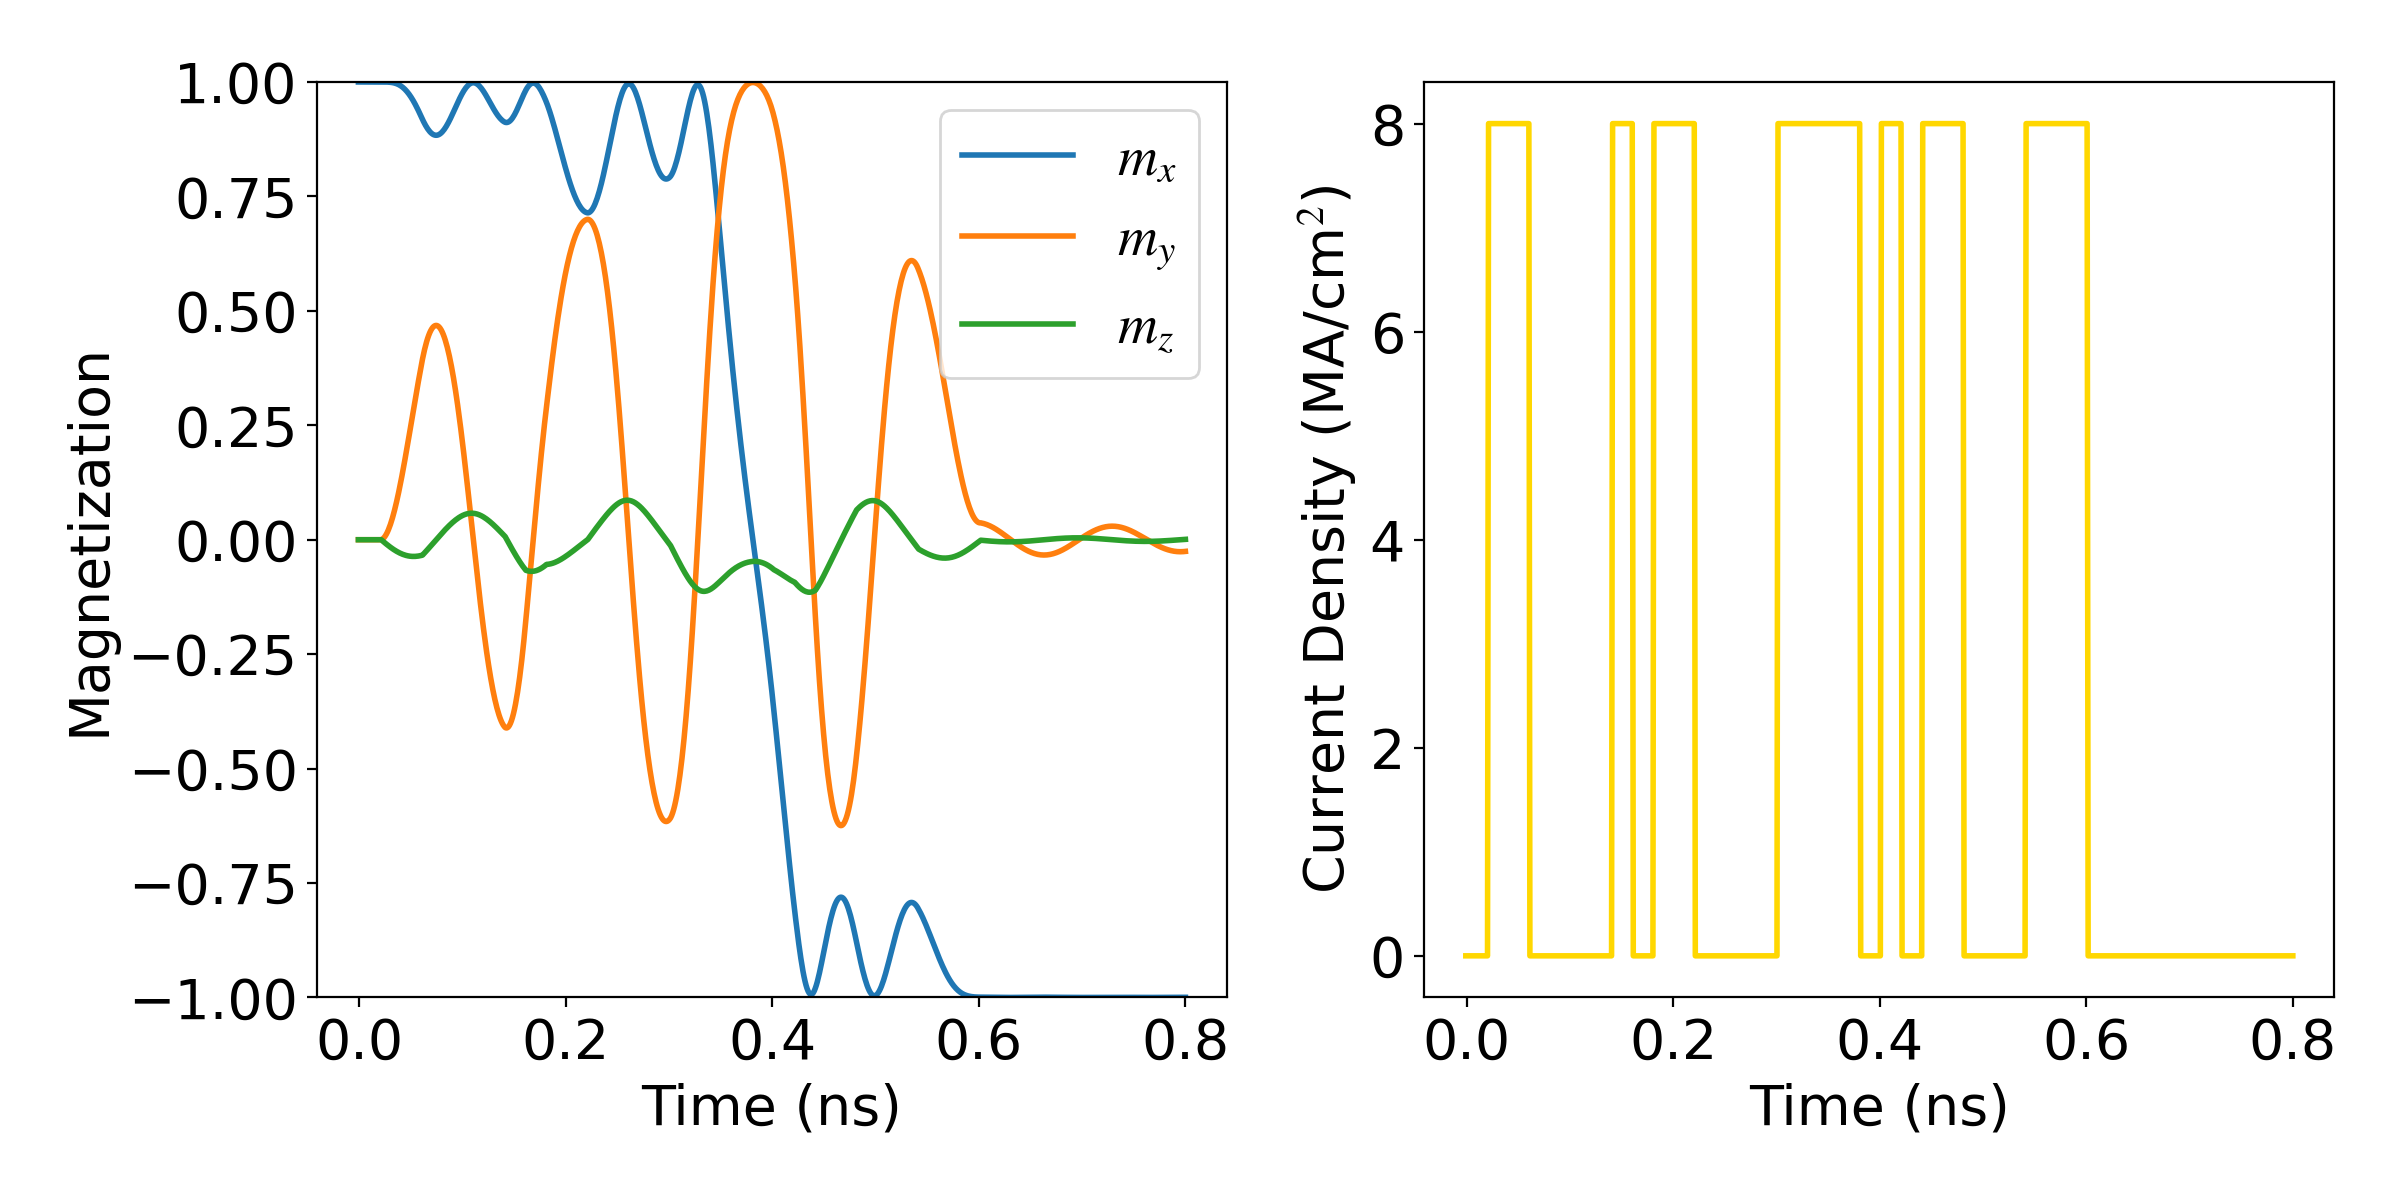 1.00
0.75
0.50
0.25
0.00
−0.25
−0.50
−0.75
−1.00
Magnetization
0.0 0.2 0.4 0.6 0.8
Time (ns)
mₓ
m_y
m_z
8
6
4
2
0
Current Density (MA/cm²)
0.0 0.2 0.4 0.6 0.8
Time (ns)